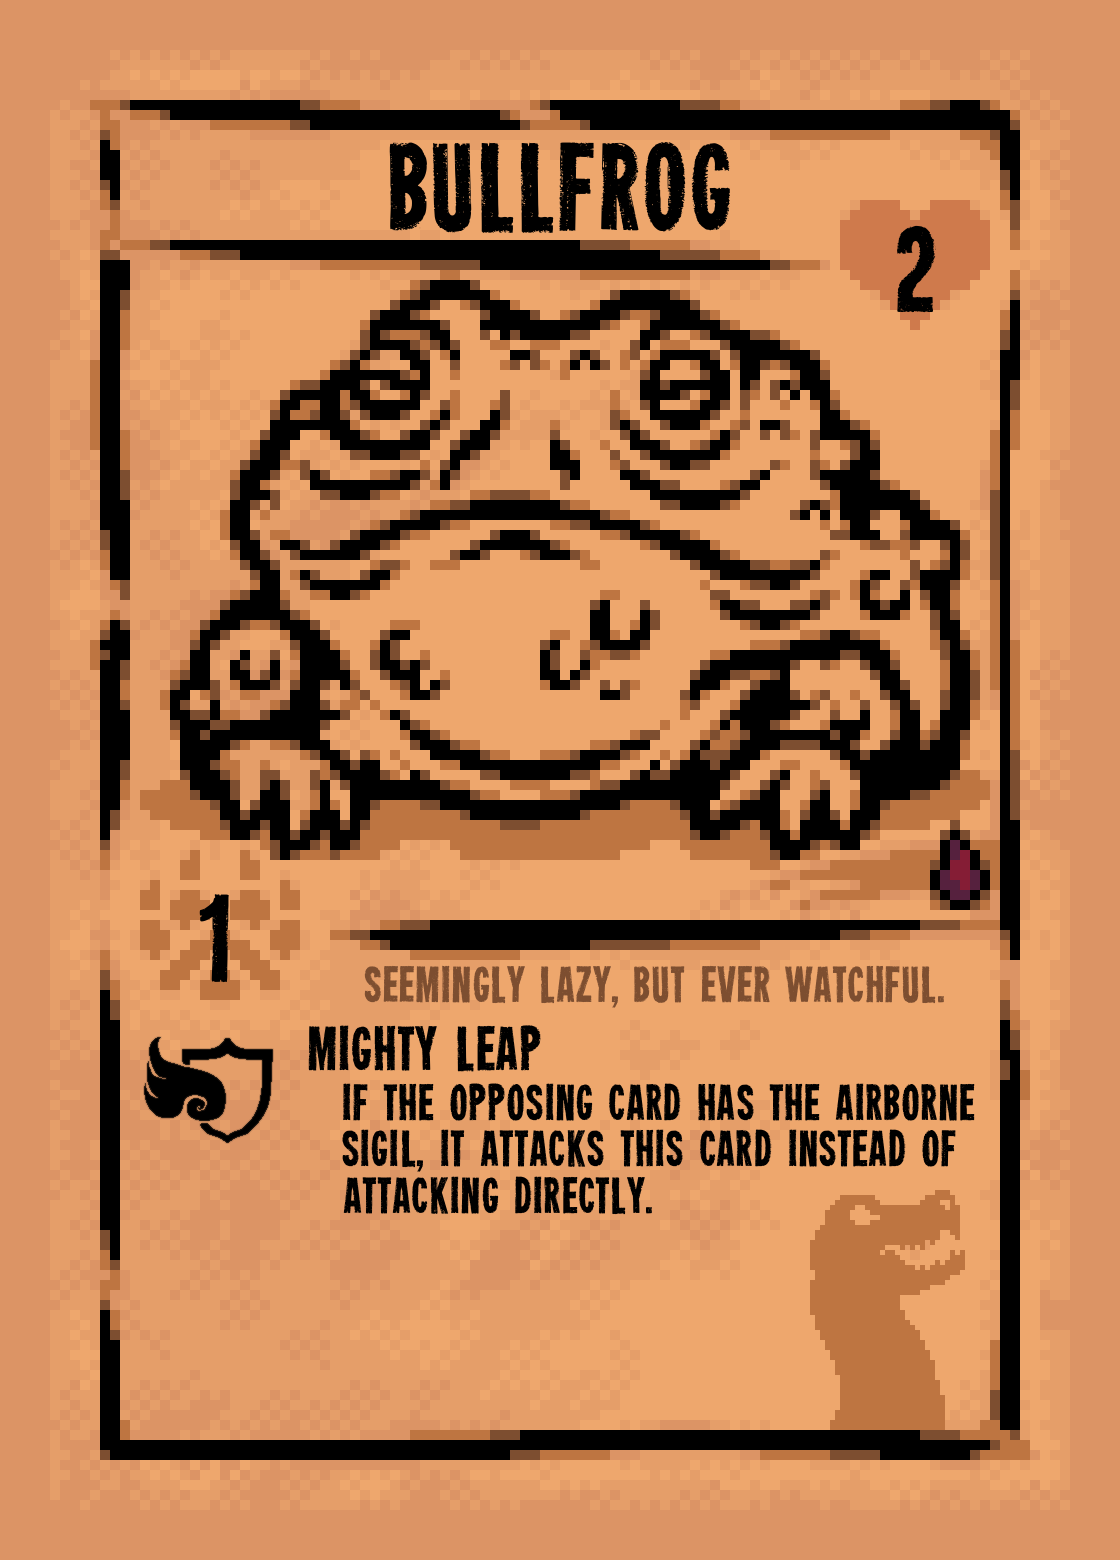 BULLFROG
2
1
SEEMINGLY LAZY, BUT EVER WATCHFUL.
MIGHTY LEAP
IF THE OPPOSING CARD HAS THE AIRBORNE
SIGIL, IT ATTACKS THIS CARD INSTEAD OF
ATTACKING DIRECTLY.